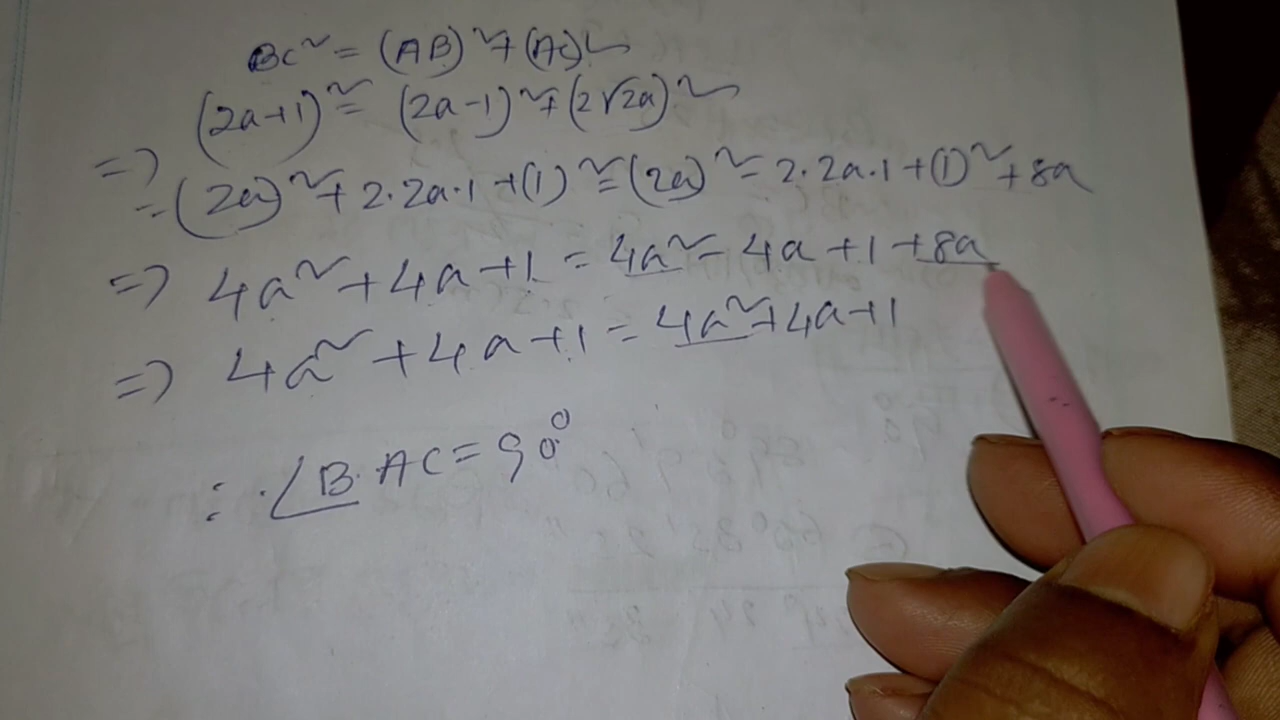 BC² = (AB)² + (AC)²
(2a+1)² = (2a-1)² + (2√2a)²
=> = (2a)² + 2.2a.1 + (1)² = (2a)² - 2.2a.1 + (1)² + 8a
=> 4a² + 4a + 1 = 4a² - 4a + 1 + 8a
=> 4a² + 4a + 1 = 4a² + 4a + 1
∴ ∠BAC = 90°